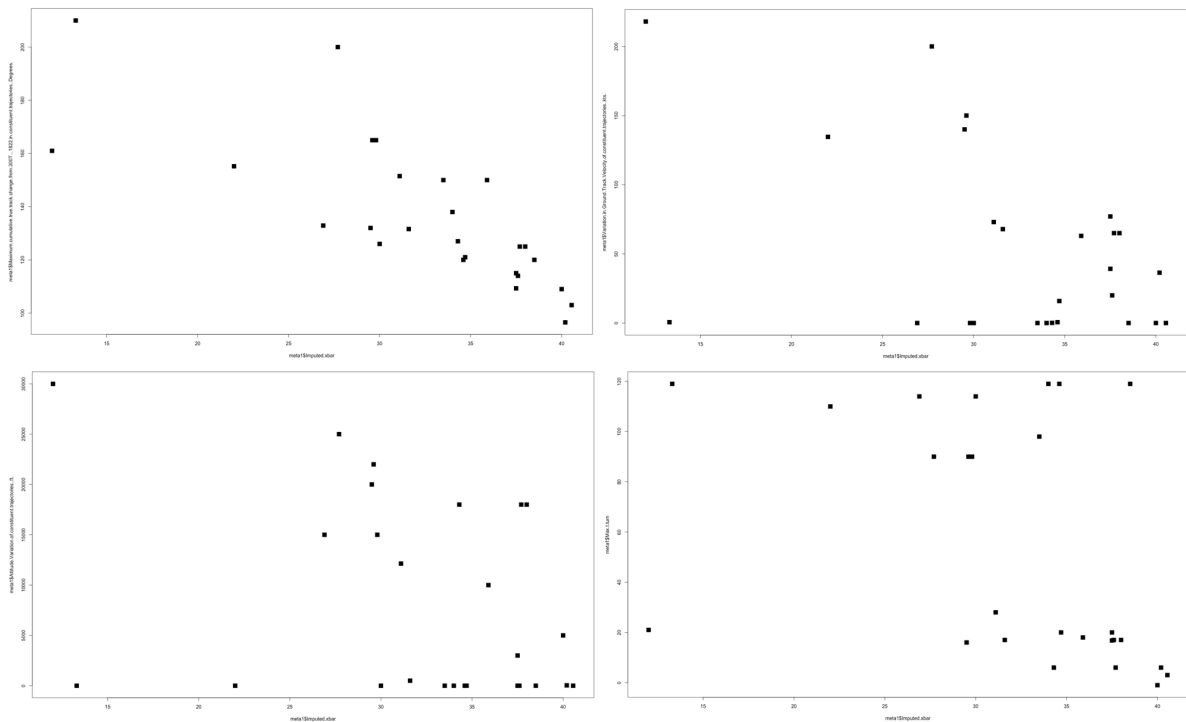 meta1$Maximum.cumulative.true.track.change.from.2007...1822.in.constituent.trajectories..Degrees.
200
180
160
140
120
100
15 20 25 30 35 40
meta1$Imputed.xbar
meta1$Variation.in.Ground.Track.Velocity.of.constituent.trajectories..kts.
200
150
100
50
0
15 20 25 30 35 40
meta1$Imputed.xbar
meta1$Altitude.Variation.of.constituent.trajectories..ft.
30000
25000
20000
15000
10000
5000
0
15 20 25 30 35 40
meta1$Imputed.xbar
meta1$Max.t.turn
120
100
80
60
40
20
0
15 20 25 30 35 40
meta1$Imputed.xbar